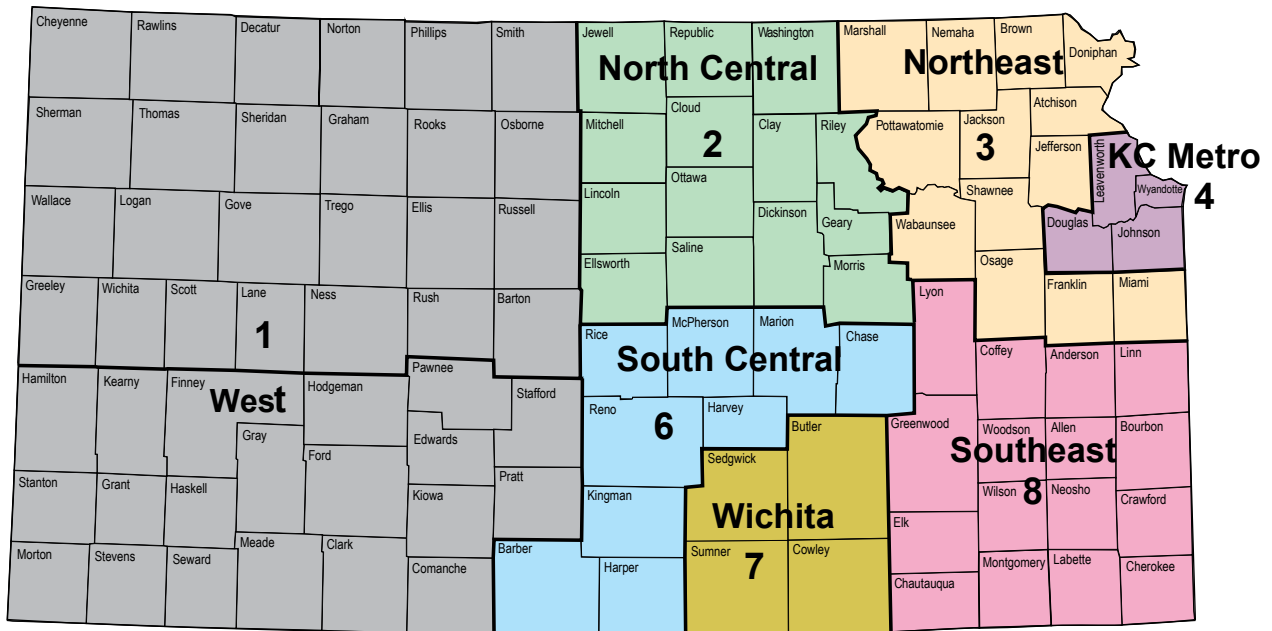 Cheyenne Rawlins Decatur Norton Phillips Smith Jewell Republic Washington Marshall Nemaha Brown Doniphan
North Central Northeast
Sherman Thomas Sheridan Graham Rooks Osborne Mitchell Cloud Clay Riley Pottawatomie Jackson Atchison
2 3
Jefferson Leavenworth KC Metro
Wyandotte 4
Wallace Logan Gove Trego Ellis Russell Lincoln Ottawa Dickinson Geary Wabaunsee Shawnee Douglas Johnson
Ellsworth Saline Morris Osage
Greeley Wichita Scott Lane Ness Rush Barton Lyon Franklin Miami
1
Rice McPherson Marion Chase
South Central
Hamilton Kearny Finney Hodgeman Pawnee Stafford Coffey Anderson Linn
West
Reno Harvey
6
Gray Ford Edwards Butler Greenwood Woodson Allen Bourbon
Southeast
8
Stanton Grant Haskell Kiowa Pratt Kingman Sedgwick Wilson Neosho Crawford
Wichita
7
Elk
Morton Stevens Seward Meade Clark Comanche Barber Harper Sumner Cowley Chautauqua Montgomery Labette Cherokee